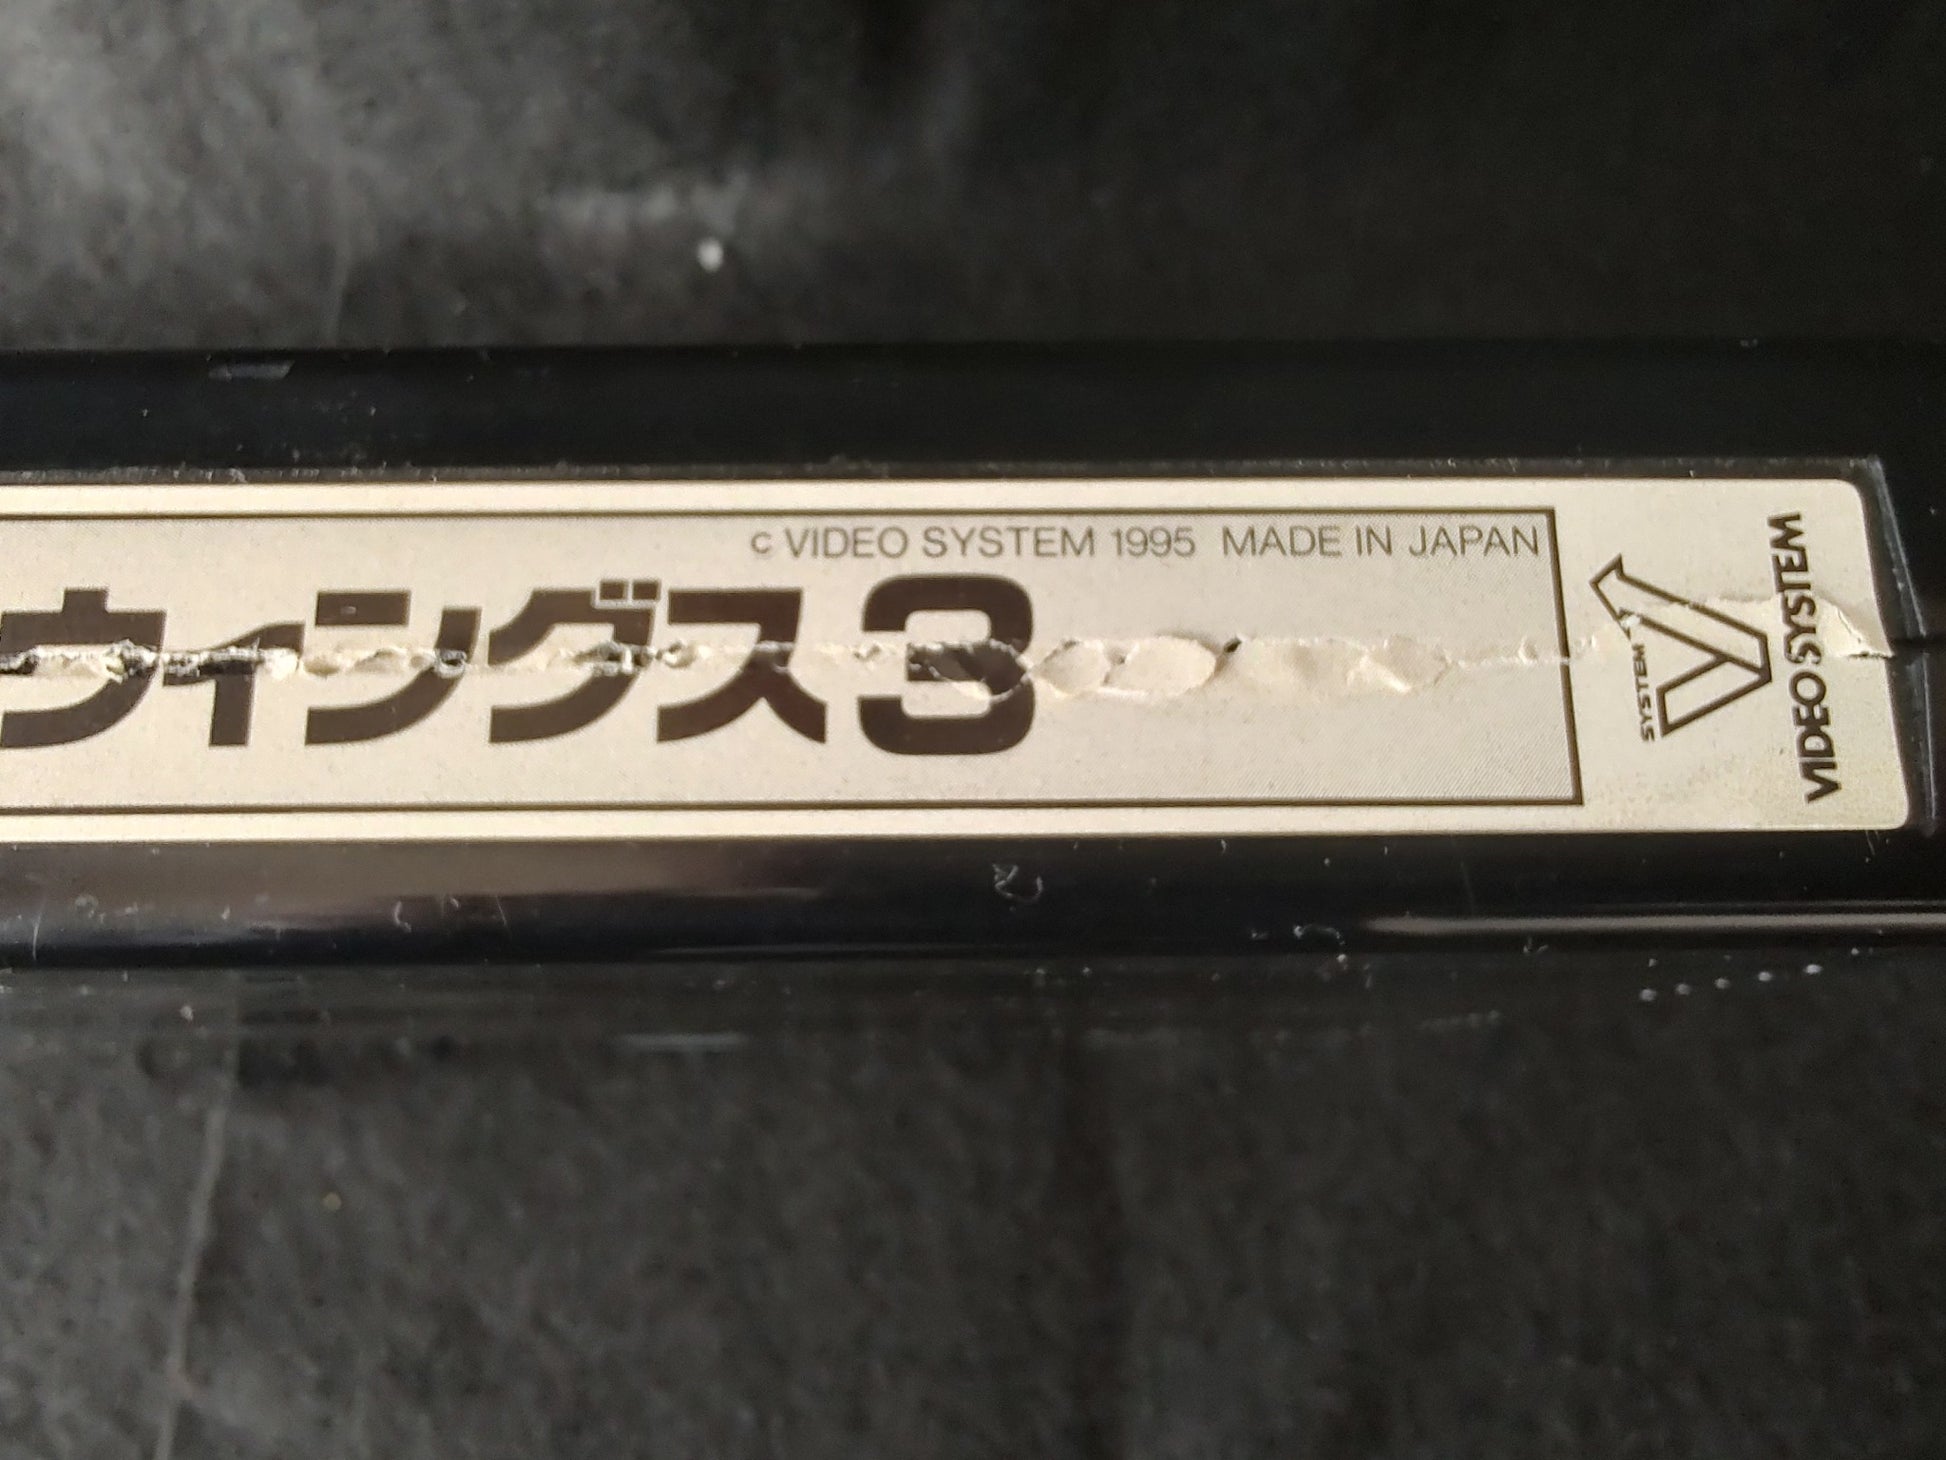 c VIDEO SYSTEM 1995 MADE IN JAPAN
ウィングス3
SYSTEM
VIDEO SYSTEM